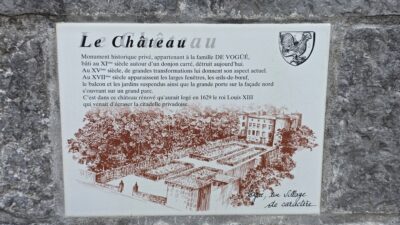 Le Château
Monument historique privé, appartenant à la famille DE VOGÜÉ,
bâti au XIème siècle autour d'un donjon carré, détruit aujourd'hui.
Au XVème siècle, de grandes transformations lui donnent son aspect actuel.
Au XVIIème siècle apparaissent les larges fenêtres, les œils-de-bœuf,
le balcon et les jardins suspendus ainsi que la grande porte sur la façade nord
s'ouvrant sur un grand parc.
C'est dans ce château rénové qu'aurait logé en 1629 le roi Louis XIII
qui venait d'écraser la citadelle privadoise.
un village
de caractère